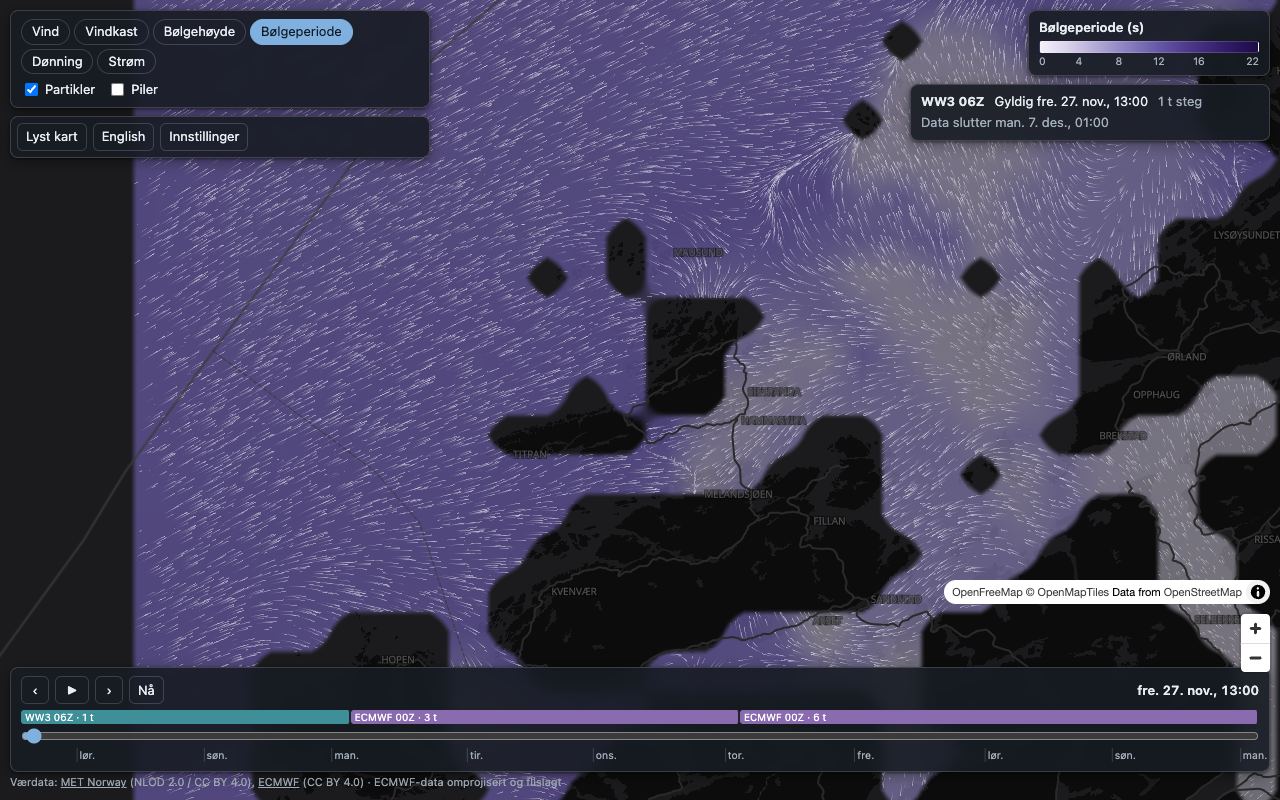 Vind Vindkast Bølgehøyde Bølgeperiode
Dønning Strøm
Partikler Piler
Lyst kart English Innstillinger
Bølgeperiode (s)
0 4 8 12 16 22
WW3 06Z Gyldig fre. 27. nov., 13:00 1 t steg
Data slutter man. 7. des., 01:00
LYSØYSUNDET
MAUSUND
ØRLAND
OPPHAUG
BREKSTAD
TITRAN
MELANDSJØEN
FILLAN
RISSA
KVENVÆR
SANDSTAD
HOPEN
OpenFreeMap © OpenMapTiles Data from OpenStreetMap
+
−
‹ › Nå
fre. 27. nov., 13:00
WW3 06Z · 1 t ECMWF 00Z · 3 t ECMWF 00Z · 6 t
lør. søn. man. tir. ons. tor. fre. lør. søn. man.
Værdata: MET Norway (NLOD 2.0 / CC BY 4.0), ECMWF (CC BY 4.0) · ECMWF-data omprojisert og flislagt